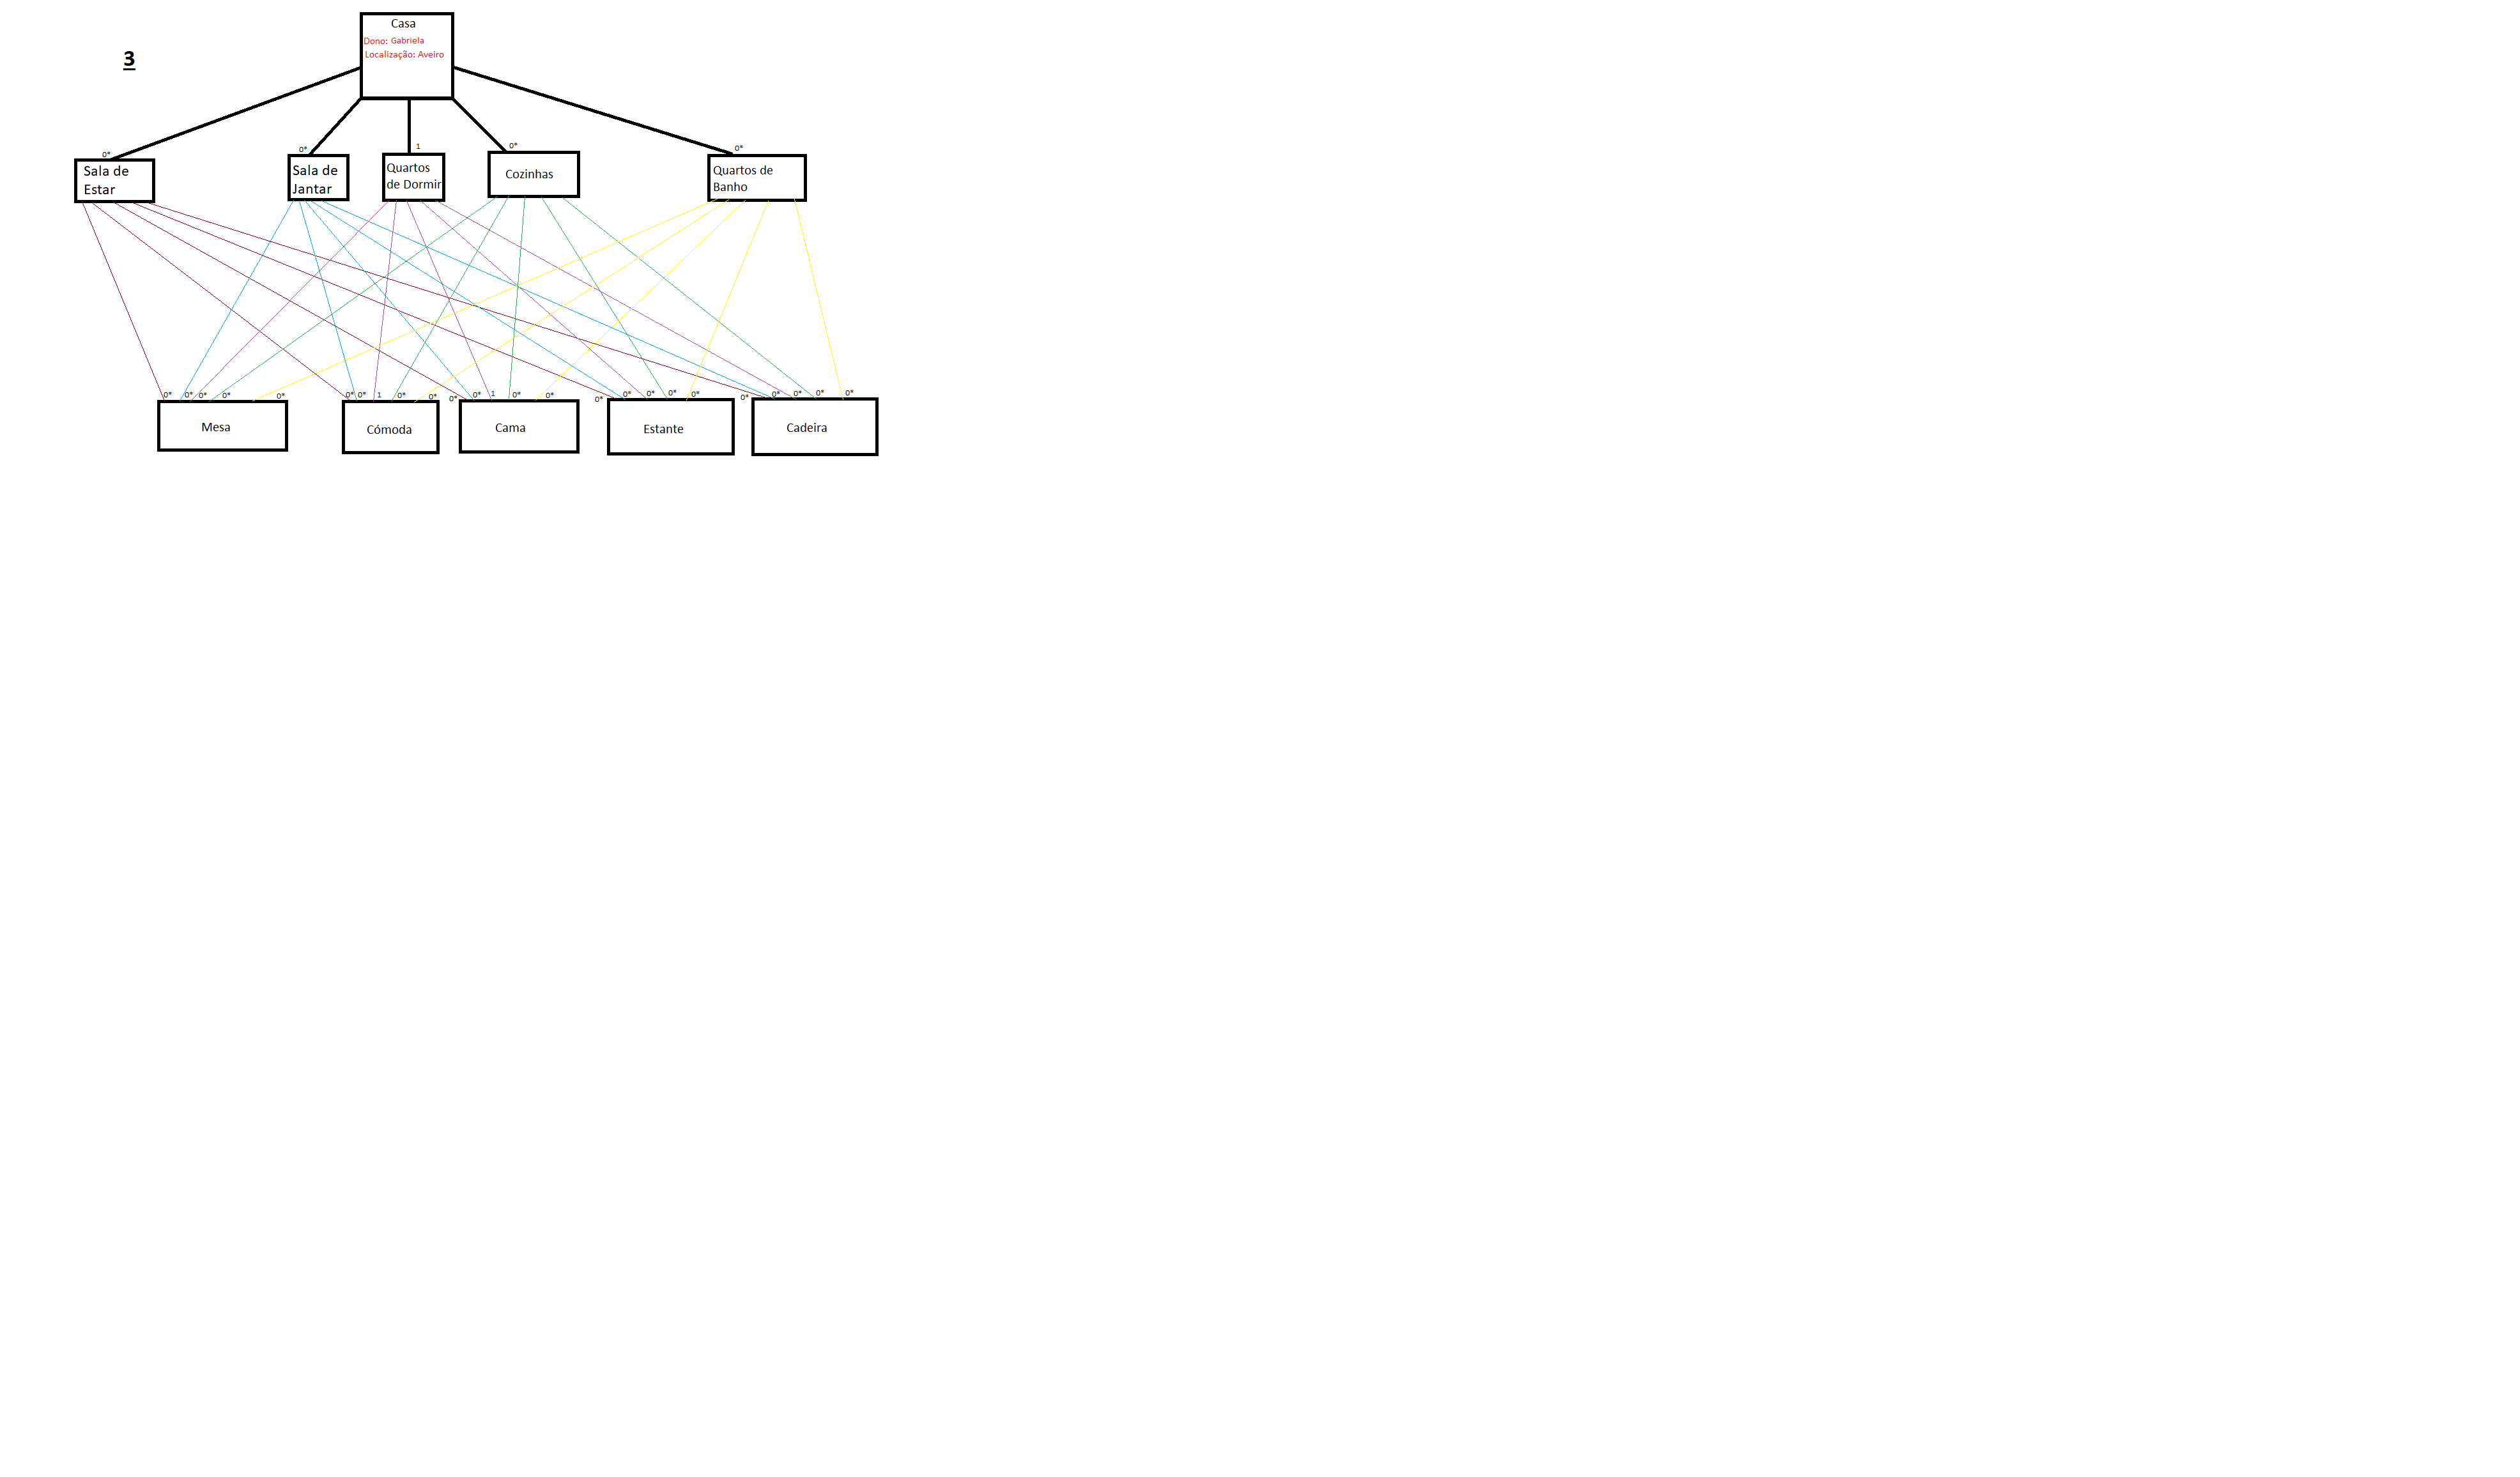 Casa
Dono: Gabriela
Localização: Aveiro
3
0*
0*
1
0*
0*
Sala de
Estar
Sala de
Jantar
Quartos
de Dormir
Cozinhas
Quartos de
Banho
0*
0*
0*
0*
0*
0*
0*
1
0*
0*
0*
0*
1
0*
0*
0*
0*
0*
0*
0*
0*
0*
0*
0*
0*
Mesa
Cómoda
Cama
Estante
Cadeira